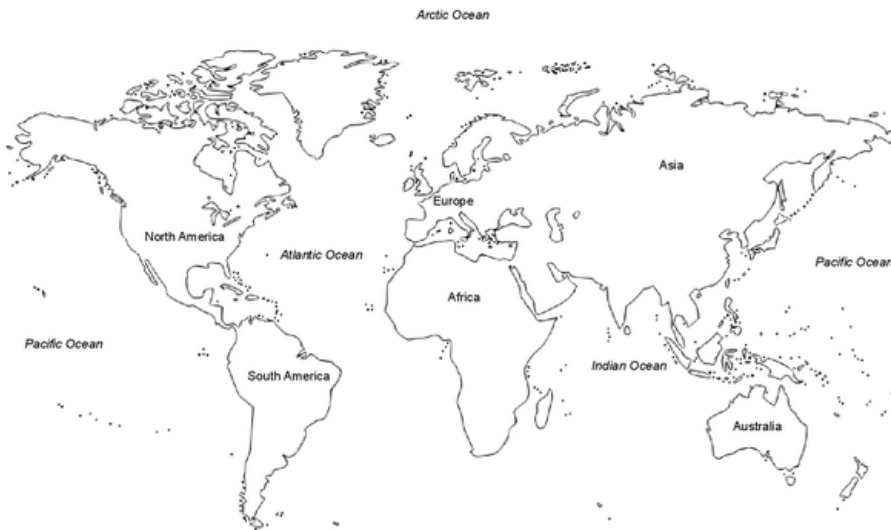 Arctic Ocean
Asia
Europe
North America
Atlantic Ocean
Pacific Ocean
Africa
Pacific Ocean
Indian Ocean
South America
Australia